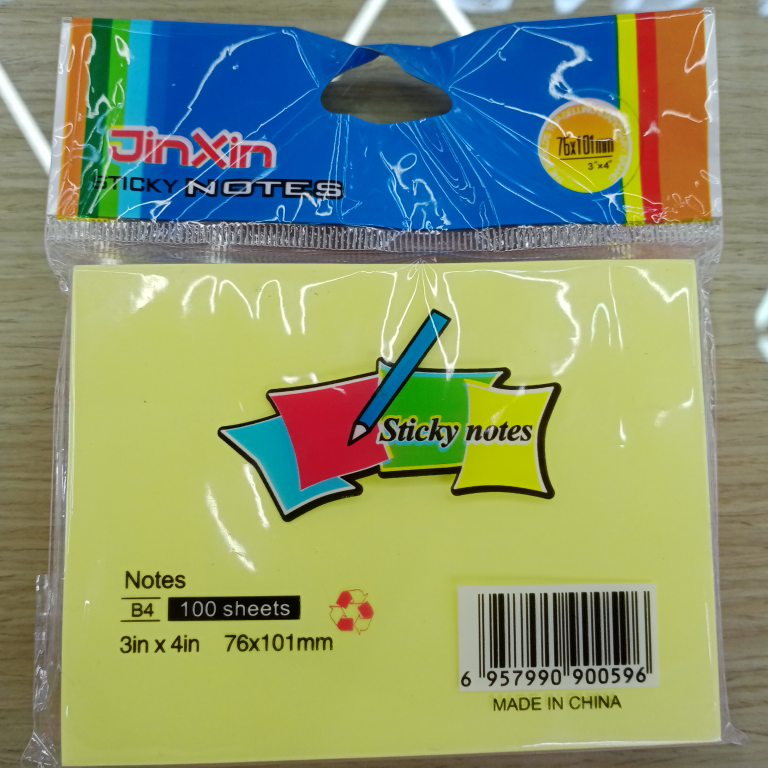 JinXin
STICKY NOTES
76x101mm
3"x4"
Sticky notes
Notes
B4 100 sheets
3in x 4in 76x101mm
6 957990 900596
MADE IN CHINA